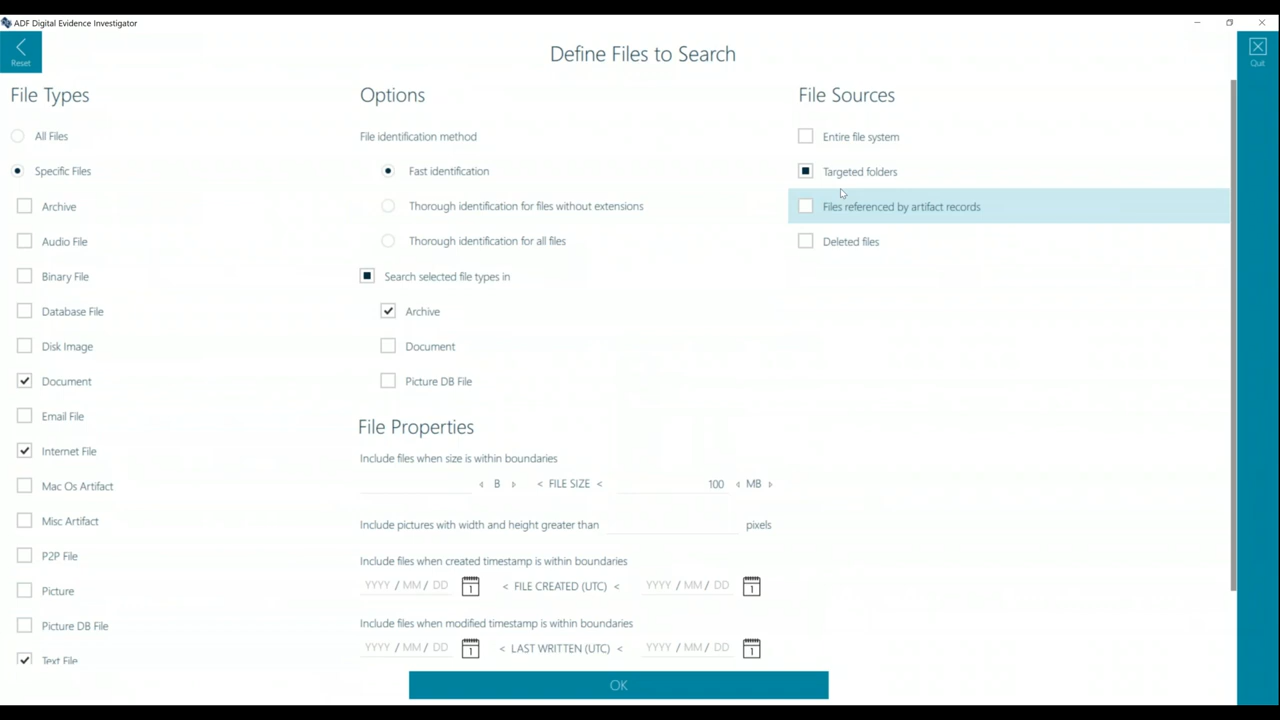 ADF Digital Evidence Investigator
Reset
Define Files to Search
Quit
File Types
All Files
Specific Files
Archive
Audio File
Binary File
Database File
Disk Image
Document
Email File
Internet File
Mac Os Artifact
Misc Artifact
P2P File
Picture
Picture DB File
Text File
Options
File identification method
Fast identification
Thorough identification for files without extensions
Thorough identification for all files
Search selected file types in
Archive
Document
Picture DB File
File Properties
Include files when size is within boundaries
B < FILE SIZE < 100 MB
Include pictures with width and height greater than pixels
Include files when created timestamp is within boundaries
YYYY / MM / DD 1 < FILE CREATED (UTC) < YYYY / MM / DD 1
Include files when modified timestamp is within boundaries
YYYY / MM / DD 1 < LAST WRITTEN (UTC) < YYYY / MM / DD 1
File Sources
Entire file system
Targeted folders
Files referenced by artifact records
Deleted files
OK